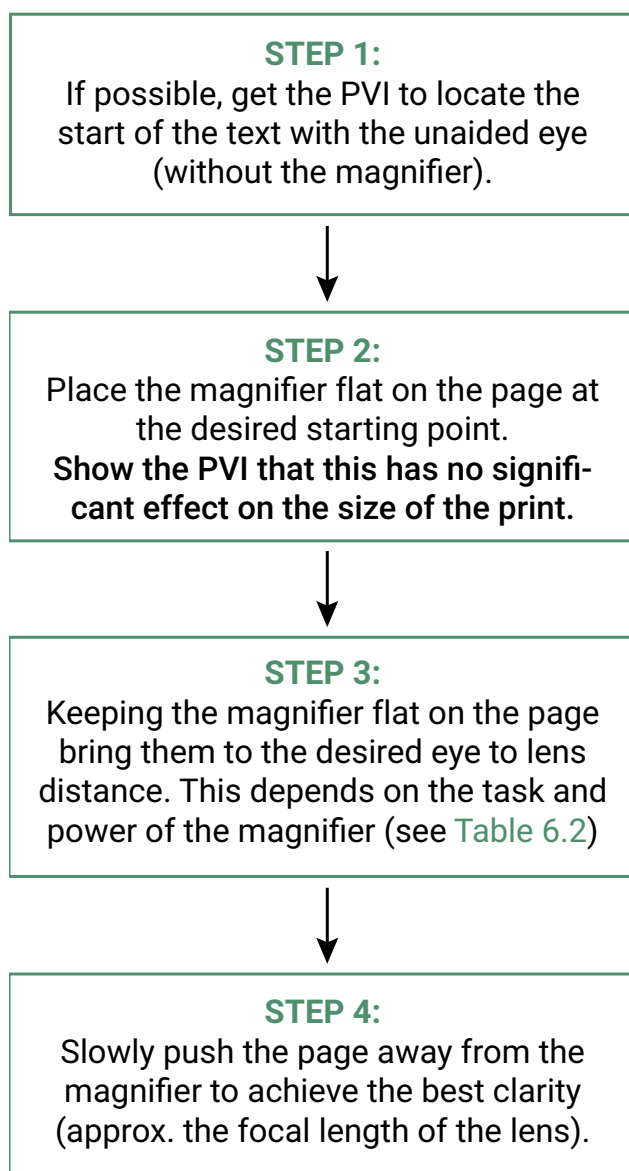 STEP 1:
If possible, get the PVI to locate the
start of the text with the unaided eye
(without the magnifier).
STEP 2:
Place the magnifier flat on the page at
the desired starting point.
Show the PVI that this has no signifi-
cant effect on the size of the print.
STEP 3:
Keeping the magnifier flat on the page
bring them to the desired eye to lens
distance. This depends on the task and
power of the magnifier (see Table 6.2)
STEP 4:
Slowly push the page away from the
magnifier to achieve the best clarity
(approx. the focal length of the lens).